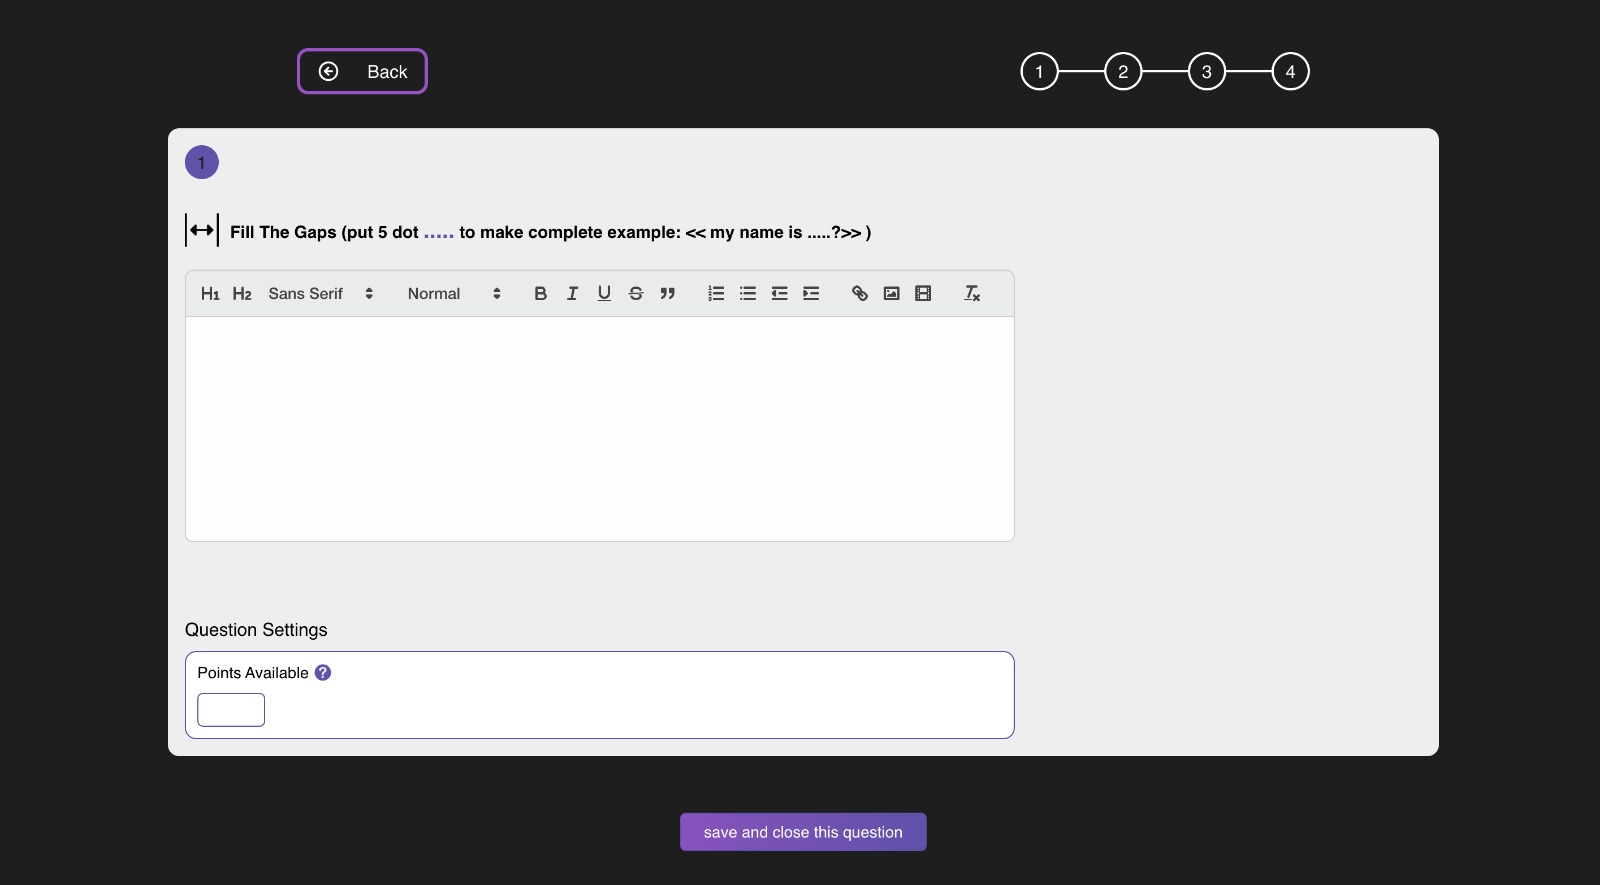 Back
1 2 3 4
1
Fill The Gaps (put 5 dot ..... to make complete example: << my name is .....?>> )
H1 H2 Sans Serif Normal B I U S
Question Settings
Points Available ?
save and close this question